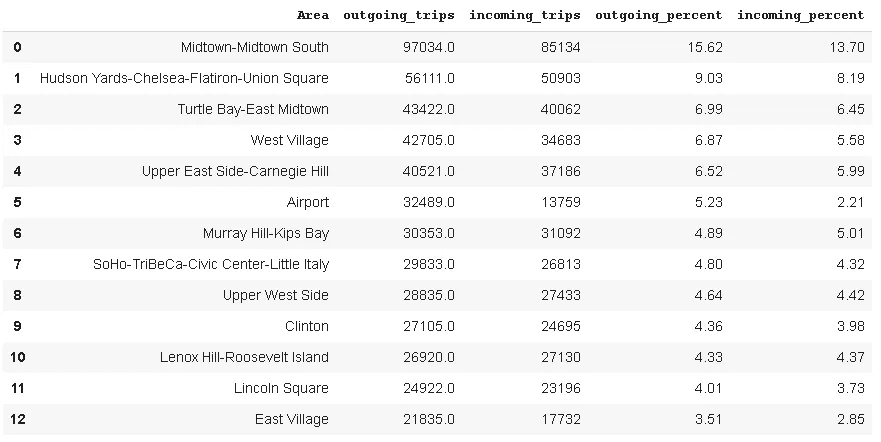 Area outgoing_trips incoming_trips outgoing_percent incoming_percent
0 Midtown-Midtown South 97034.0 85134 15.62 13.70
1 Hudson Yards-Chelsea-Flatiron-Union Square 56111.0 50903 9.03 8.19
2 Turtle Bay-East Midtown 43422.0 40062 6.99 6.45
3 West Village 42705.0 34683 6.87 5.58
4 Upper East Side-Carnegie Hill 40521.0 37186 6.52 5.99
5 Airport 32489.0 13759 5.23 2.21
6 Murray Hill-Kips Bay 30353.0 31092 4.89 5.01
7 SoHo-TriBeCa-Civic Center-Little Italy 29833.0 26813 4.80 4.32
8 Upper West Side 28835.0 27433 4.64 4.42
9 Clinton 27105.0 24695 4.36 3.98
10 Lenox Hill-Roosevelt Island 26920.0 27130 4.33 4.37
11 Lincoln Square 24922.0 23196 4.01 3.73
12 East Village 21835.0 17732 3.51 2.85